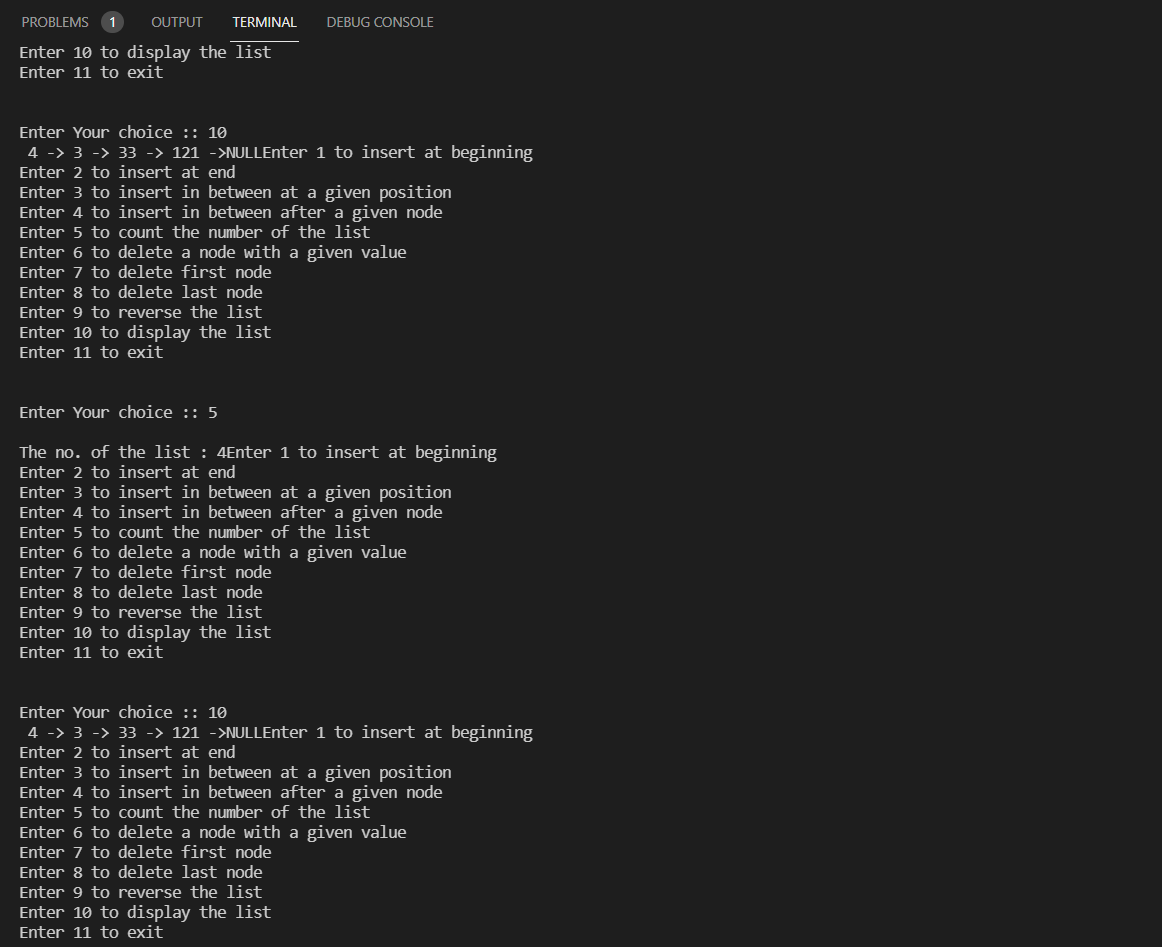 PROBLEMS 1 OUTPUT TERMINAL DEBUG CONSOLE
Enter 10 to display the list
Enter 11 to exit
Enter Your choice :: 10
4 -> 3 -> 33 -> 121 ->NULLEnter 1 to insert at beginning
Enter 2 to insert at end
Enter 3 to insert in between at a given position
Enter 4 to insert in between after a given node
Enter 5 to count the number of the list
Enter 6 to delete a node with a given value
Enter 7 to delete first node
Enter 8 to delete last node
Enter 9 to reverse the list
Enter 10 to display the list
Enter 11 to exit
Enter Your choice :: 5
The no. of the list : 4Enter 1 to insert at beginning
Enter 2 to insert at end
Enter 3 to insert in between at a given position
Enter 4 to insert in between after a given node
Enter 5 to count the number of the list
Enter 6 to delete a node with a given value
Enter 7 to delete first node
Enter 8 to delete last node
Enter 9 to reverse the list
Enter 10 to display the list
Enter 11 to exit
Enter Your choice :: 10
4 -> 3 -> 33 -> 121 ->NULLEnter 1 to insert at beginning
Enter 2 to insert at end
Enter 3 to insert in between at a given position
Enter 4 to insert in between after a given node
Enter 5 to count the number of the list
Enter 6 to delete a node with a given value
Enter 7 to delete first node
Enter 8 to delete last node
Enter 9 to reverse the list
Enter 10 to display the list
Enter 11 to exit